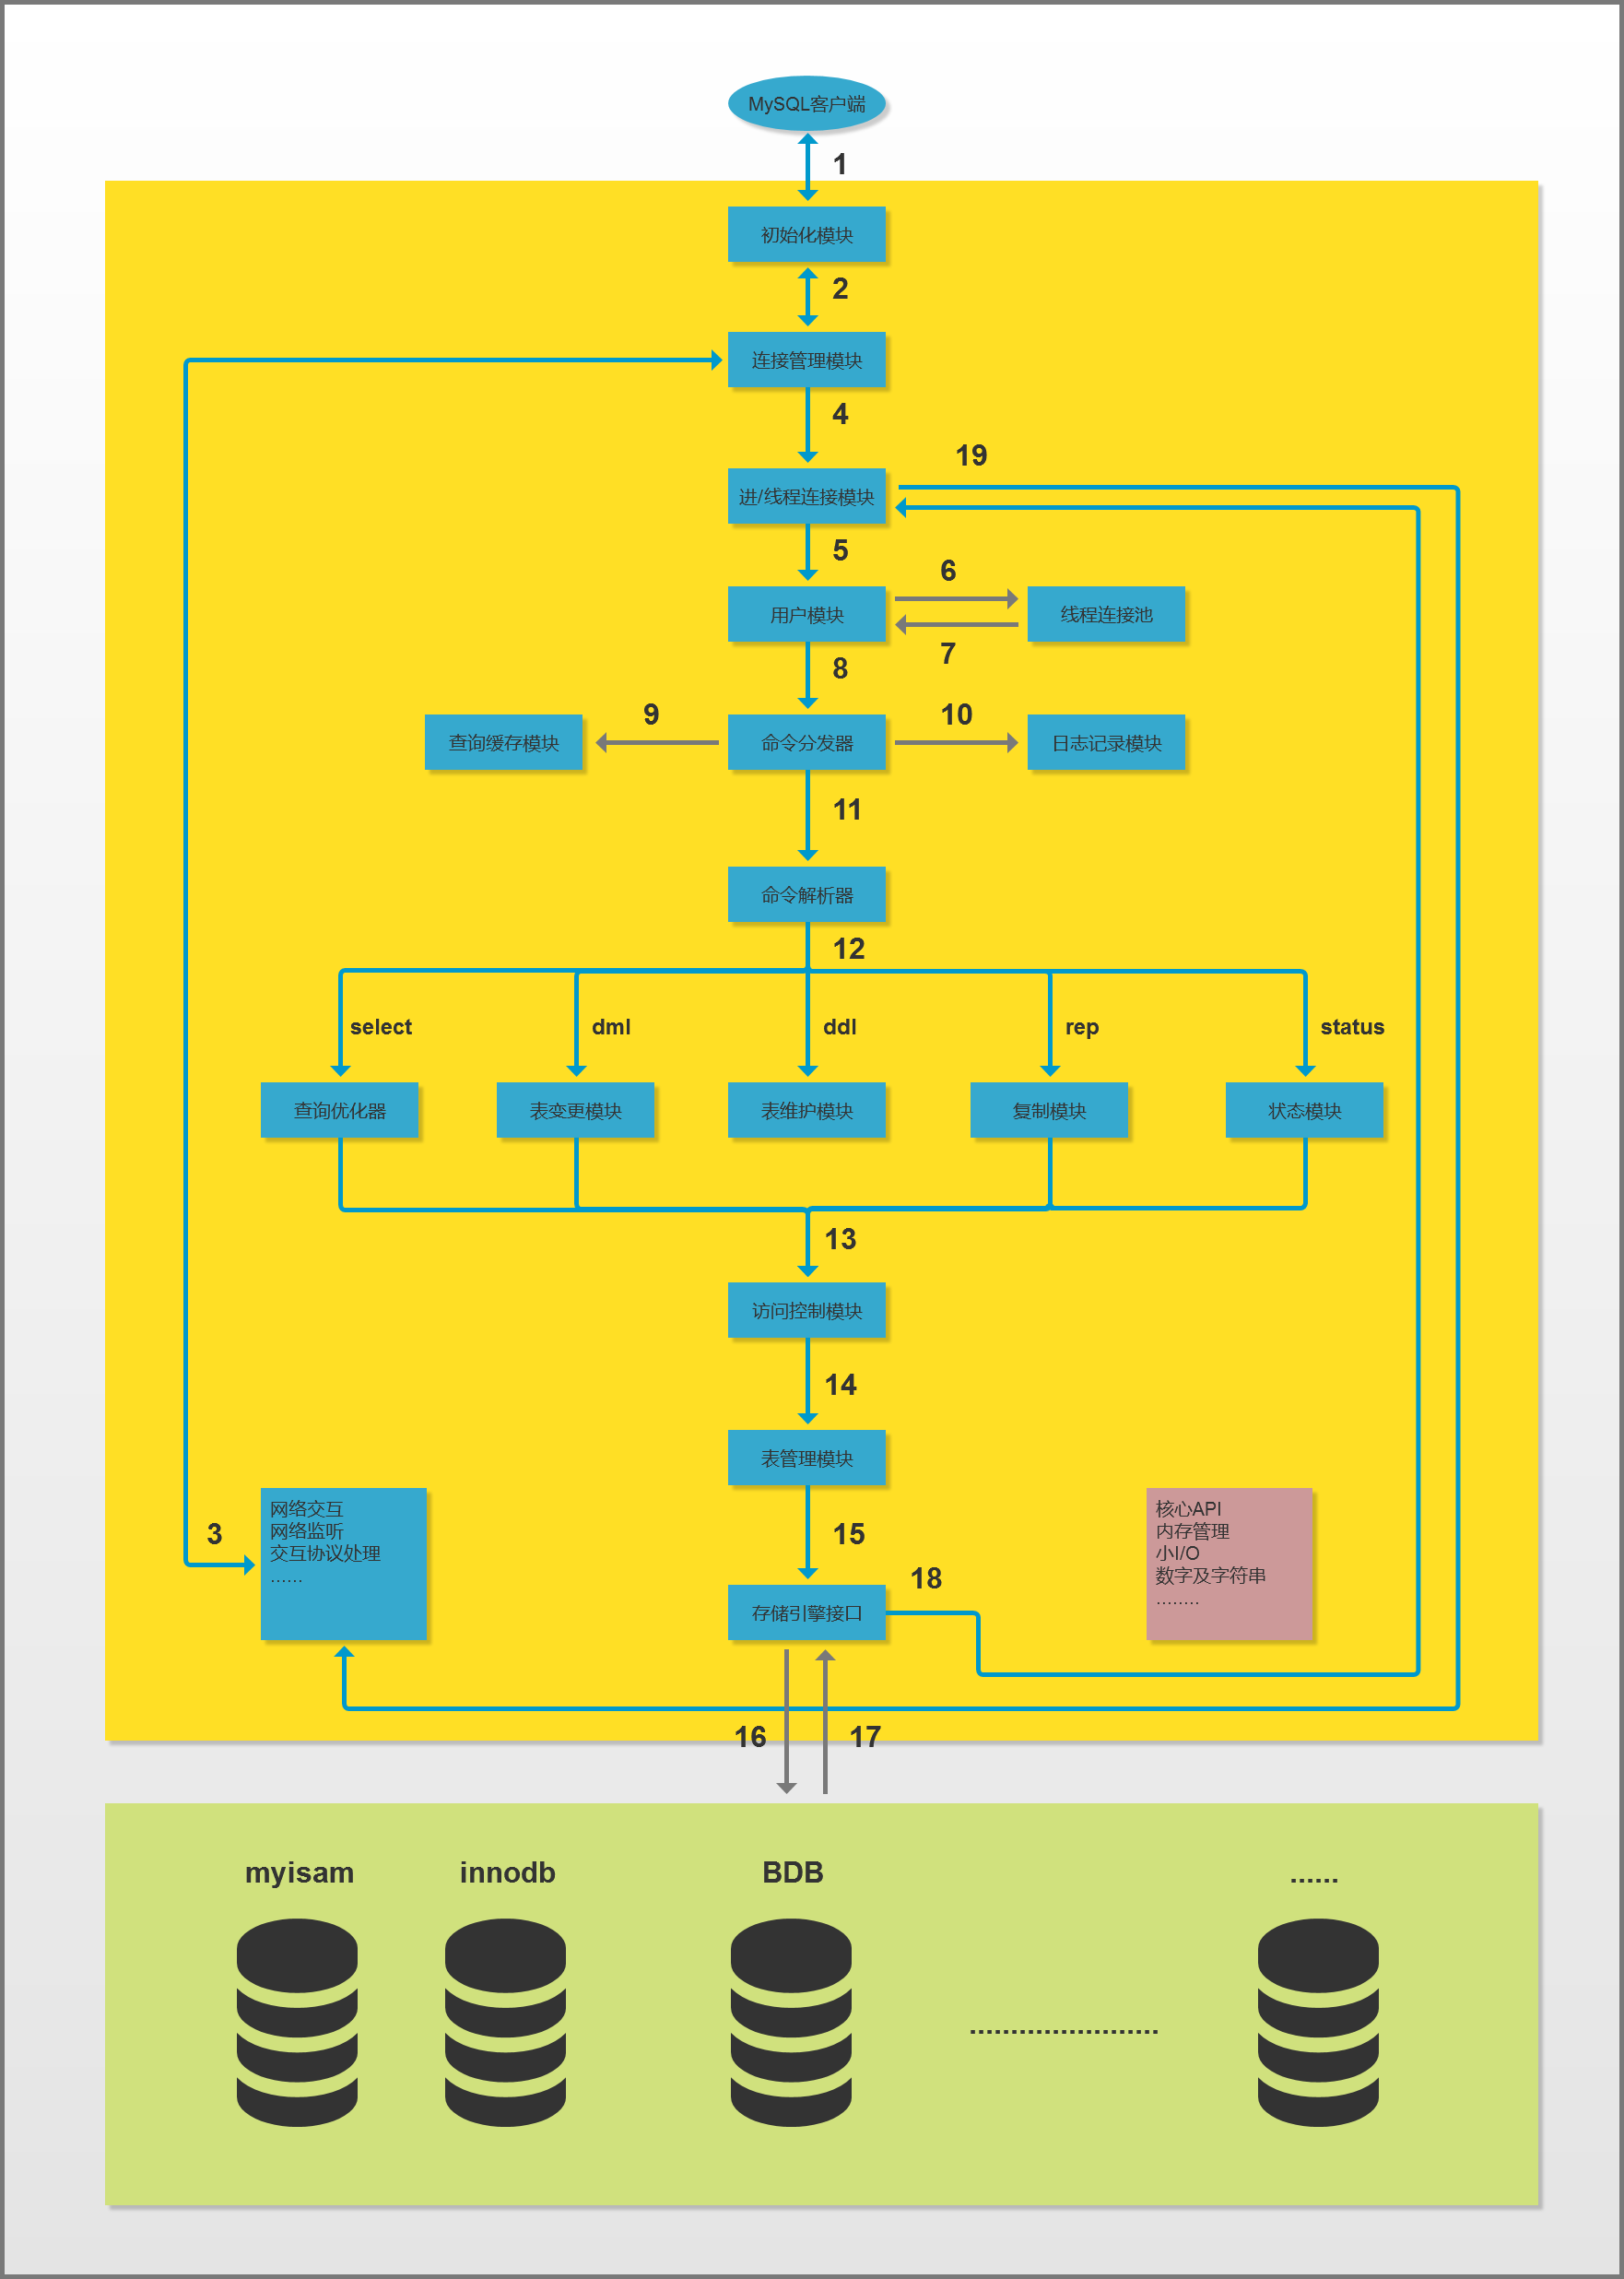 MySQL客户端
1
初始化模块
2
连接管理模块
4
19
进/线程连接模块
5
6
用户模块
线程连接池
7
8
9
10
查询缓存模块
命令分发器
日志记录模块
11
命令解析器
12
select
dml
ddl
rep
status
查询优化器
表变更模块
表维护模块
复制模块
状态模块
13
访问控制模块
14
表管理模块
3
网络交互
网络监听
交互协议处理
......
15
核心API
内存管理
小I/O
数字及字符串
........
18
存储引擎接口
16
17
myisam
innodb
BDB
......
.......................